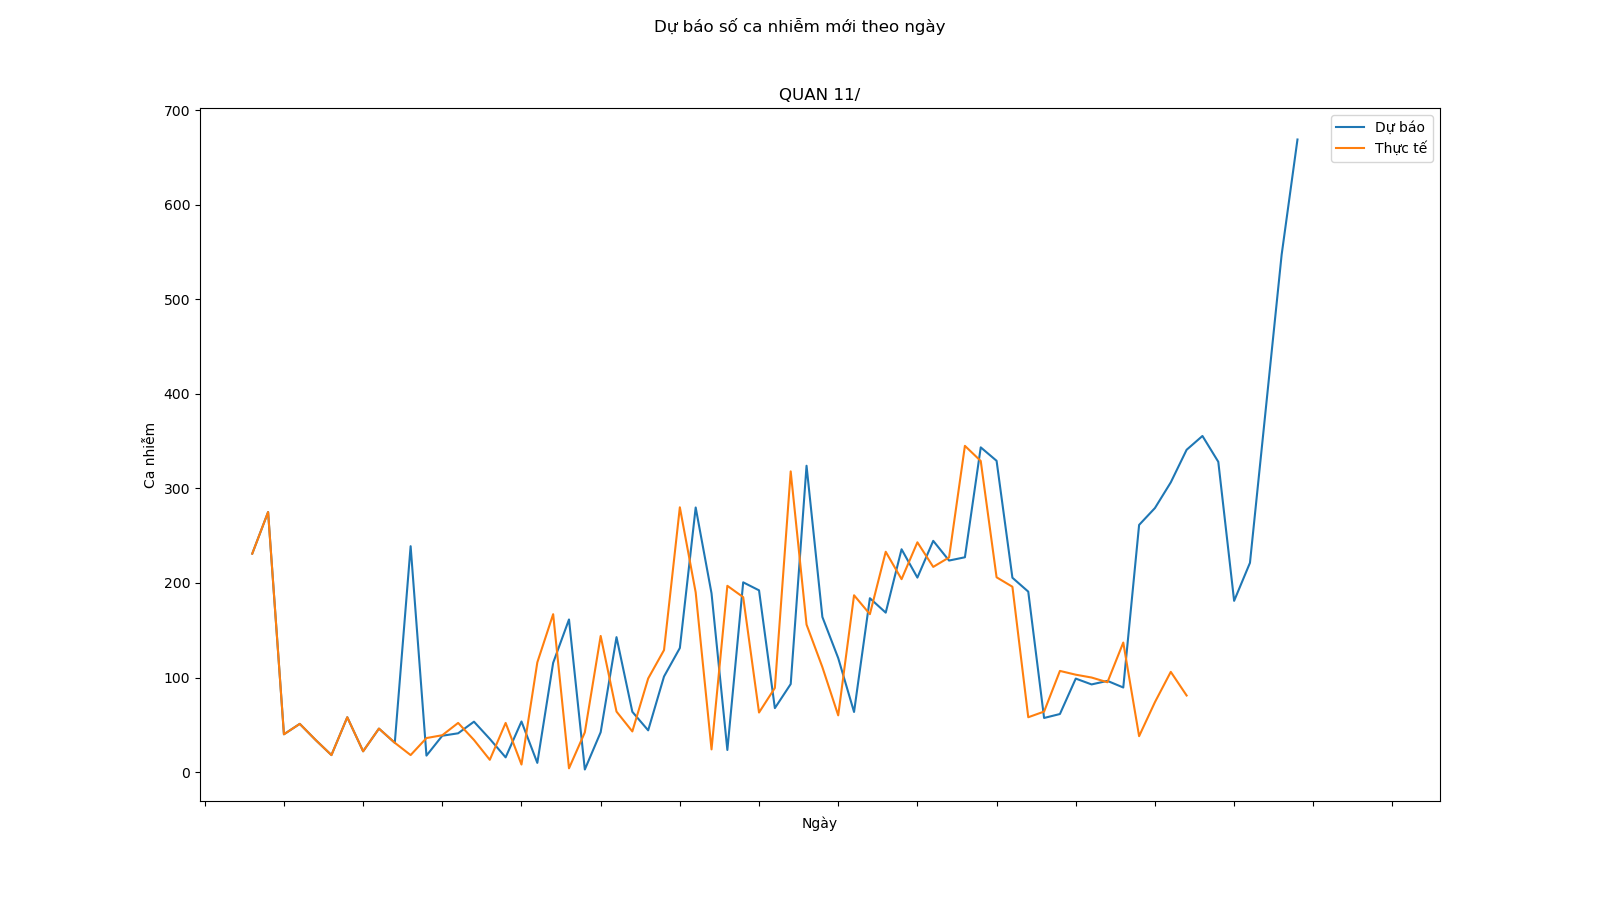 Dự báo số ca nhiễm mới theo ngày
QUAN 11/
700
600
500
400
300
200
100
0
Ca nhiễm
Ngày
Dự báo
Thực tế